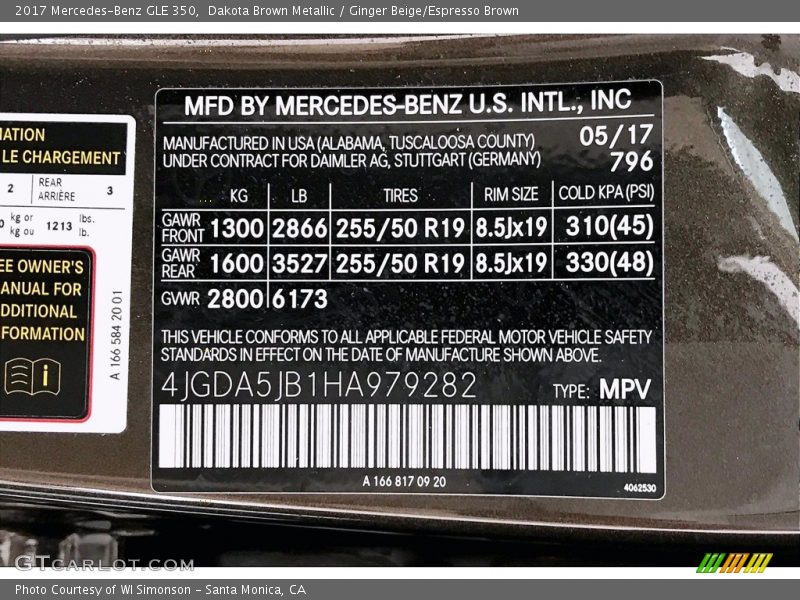 2017 Mercedes-Benz GLE 350,  Dakota Brown Metallic / Ginger Beige/Espresso Brown
MATION
LE CHARGEMENT
2 REAR ARRIÈRE 3
kg or kg ou 1213 lbs. lb.
EE OWNER'S
ANUAL FOR
DDITIONAL
FORMATION
A 166 584 20 01
MFD BY MERCEDES-BENZ U.S. INTL., INC
MANUFACTURED IN USA (ALABAMA, TUSCALOOSA COUNTY) 05/17
UNDER CONTRACT FOR DAIMLER AG, STUTTGART (GERMANY) 796
KG LB TIRES RIM SIZE COLD KPA (PSI)
GAWR FRONT 1300 2866 255/50 R19 8.5Jx19 310(45)
GAWR REAR 1600 3527 255/50 R19 8.5Jx19 330(48)
GWR 2800 6173
THIS VEHICLE CONFORMS TO ALL APPLICABLE FEDERAL MOTOR VEHICLE SAFETY
STANDARDS IN EFFECT ON THE DATE OF MANUFACTURE SHOWN ABOVE.
4JGDA5JB1HA979282 TYPE: MPV
A 166 817 09 20
4062530
GTCARLOT.COM
Photo Courtesy of WI Simonson - Santa Monica, CA